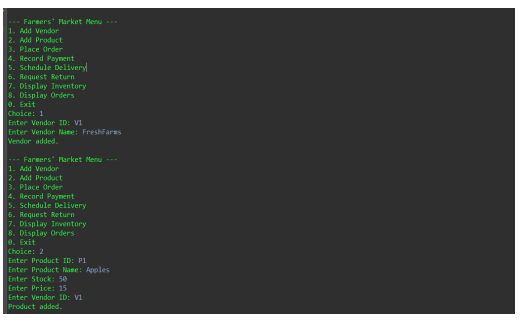 --- Farmers' Market Menu ---
1. Add Vendor
2. Add Product
3. Place Order
4. Record Payment
5. Schedule Delivery
6. Request Return
7. Display Inventory
8. Display Orders
0. Exit
Choice: 1
Enter Vendor ID: V1
Enter Vendor Name: FreshFarms
Vendor added.
--- Farmers' Market Menu ---
1. Add Vendor
2. Add Product
3. Place Order
4. Record Payment
5. Schedule Delivery
6. Request Return
7. Display Inventory
8. Display Orders
0. Exit
Choice: 2
Enter Product ID: P1
Enter Product Name: Apples
Enter Stock: 50
Enter Price: 15
Enter Vendor ID: V1
Product added.